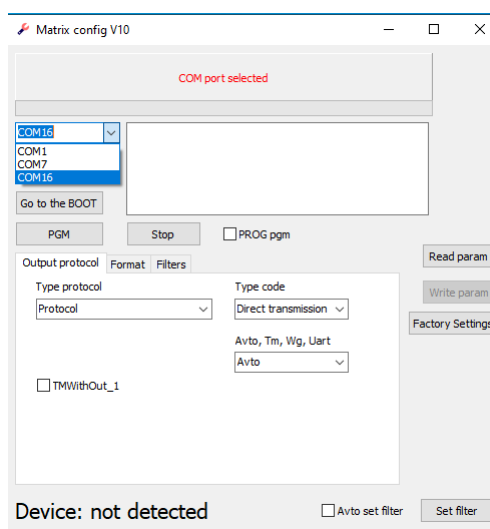 Matrix config V10
COM port selected
COM16
COM1
COM7
COM16
Go to the BOOT
PGM
Stop
PROG pgm
Output protocol
Format
Filters
Read param
Type protocol
Type code
Write param
Protocol
Direct transmission
Factory Settings
Avto, Tm, Wg, Uart
Avto
TMWithOut_1
Device: not detected
Avto set filter
Set filter